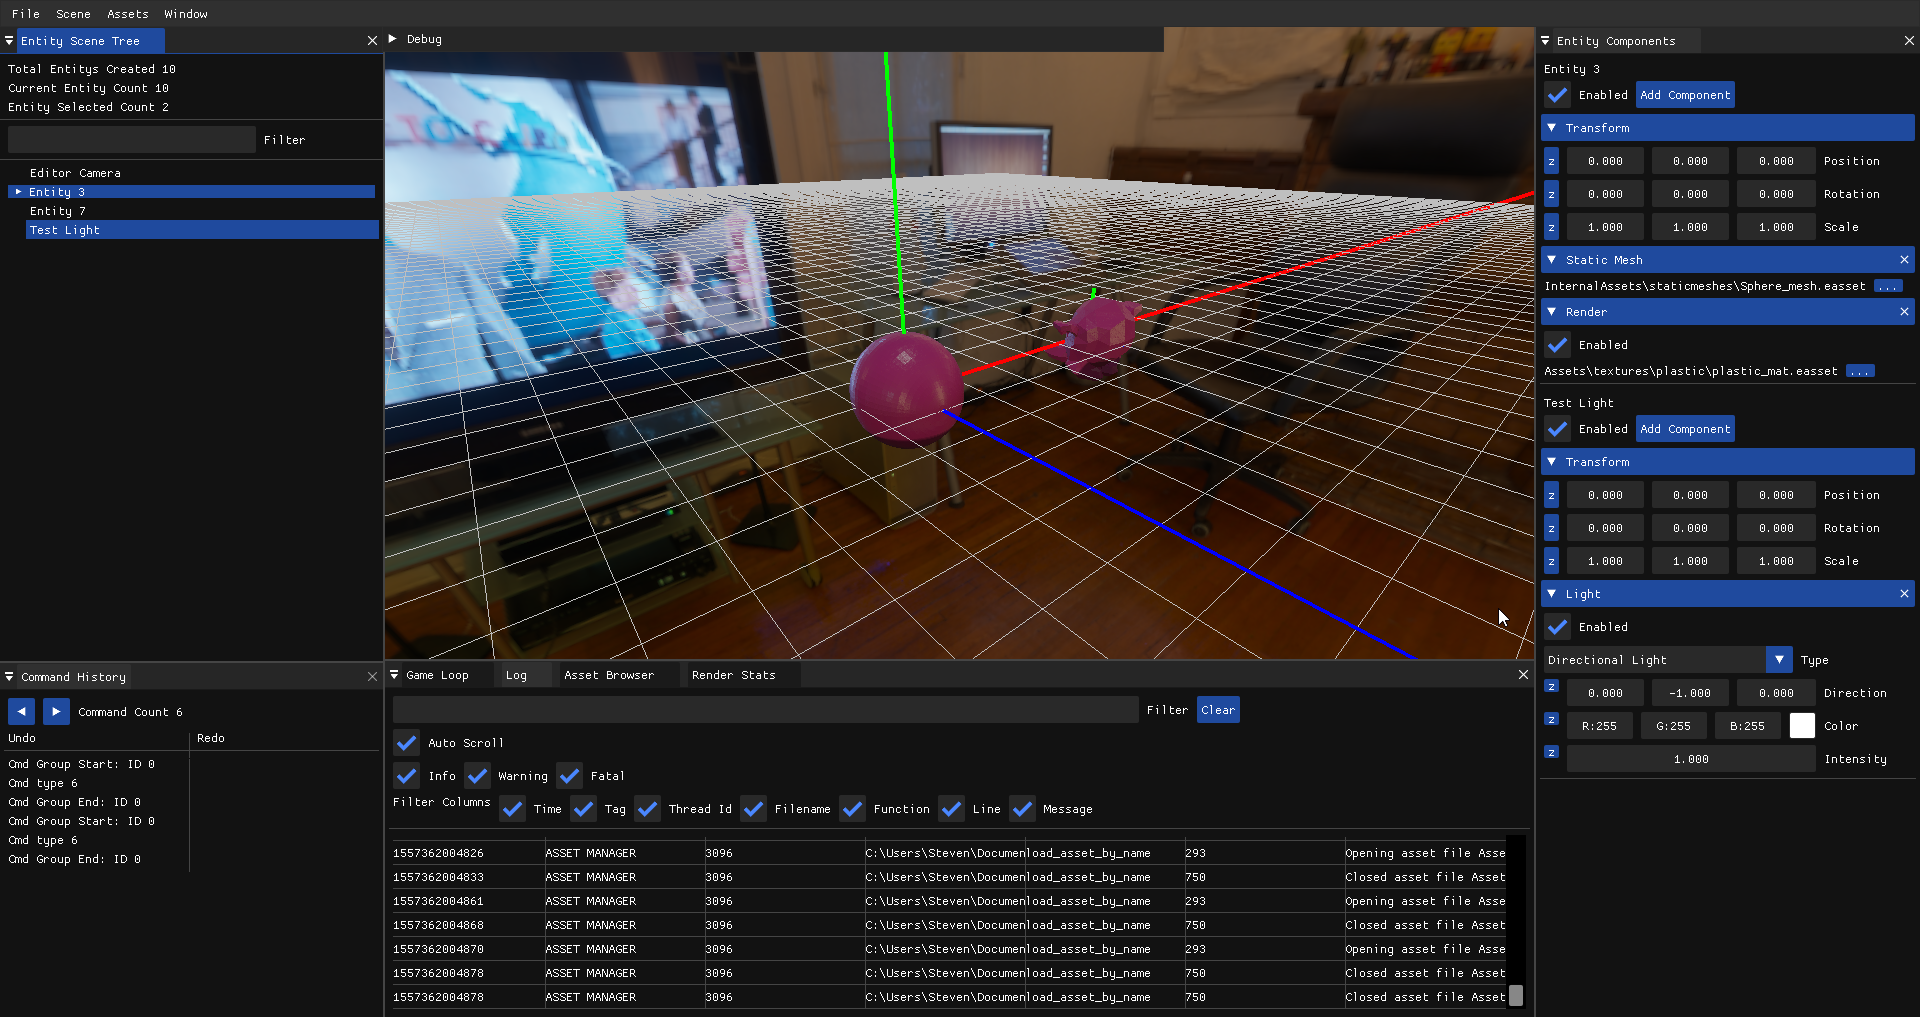 File Scene Assets Window
Entity Scene Tree
Total Entitys Created 10
Current Entity Count 10
Entity Selected Count 2
Filter
Editor Camera
Entity 3
Entity 7
Test Light
Command History
Command Count 6
Undo Redo
Cmd Group Start: ID 0
Cmd type 6
Cmd Group End: ID 0
Cmd Group Start: ID 0
Cmd type 6
Cmd Group End: ID 0
Debug
Game Loop Log Asset Browser Render Stats
Filter Clear
Auto Scroll
Info Warning Fatal
Filter Columns Time Tag Thread Id Filename Function Line Message
1557362004826 ASSET MANAGER 3096 C:\Users\Steven\Documen load_asset_by_name 293 Opening asset file Asse
1557362004833 ASSET MANAGER 3096 C:\Users\Steven\Documen load_asset_by_name 750 Closed asset file Asset
1557362004861 ASSET MANAGER 3096 C:\Users\Steven\Documen load_asset_by_name 293 Opening asset file Asse
1557362004868 ASSET MANAGER 3096 C:\Users\Steven\Documen load_asset_by_name 750 Closed asset file Asset
1557362004870 ASSET MANAGER 3096 C:\Users\Steven\Documen load_asset_by_name 293 Opening asset file Asse
1557362004878 ASSET MANAGER 3096 C:\Users\Steven\Documen load_asset_by_name 750 Closed asset file Asset
1557362004878 ASSET MANAGER 3096 C:\Users\Steven\Documen load_asset_by_name 750 Closed asset file Asset
Entity Components
Entity 3
Enabled Add Component
Transform
z 0.000 0.000 0.000 Position
z 0.000 0.000 0.000 Rotation
z 1.000 1.000 1.000 Scale
Static Mesh
InternalAssets\staticmeshes\Sphere_mesh.easset ...
Render
Enabled
Assets\textures\plastic\plastic_mat.easset ...
Test Light
Enabled Add Component
Transform
z 0.000 0.000 0.000 Position
z 0.000 0.000 0.000 Rotation
z 1.000 1.000 1.000 Scale
Light
Enabled
Directional Light Type
z 0.000 -1.000 0.000 Direction
z R:255 G:255 B:255 Color
z 1.000 Intensity